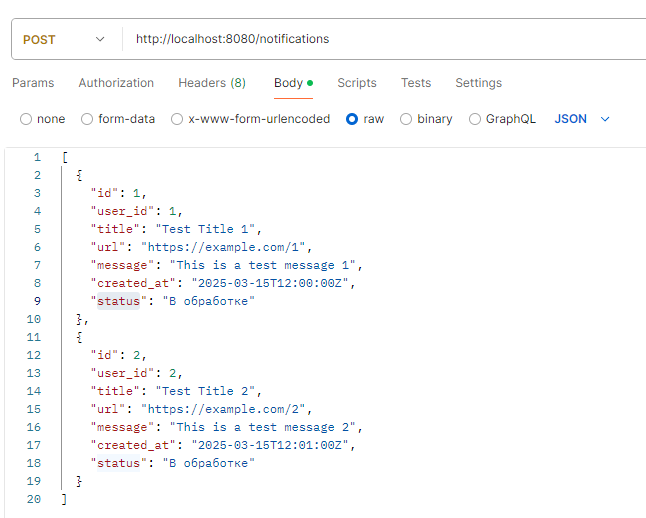 POST http://localhost:8080/notifications
Params Authorization Headers (8) Body Scripts Tests Settings
none form-data x-www-form-urlencoded raw binary GraphQL JSON
1 [
2 {
3 "id": 1,
4 "user_id": 1,
5 "title": "Test Title 1",
6 "url": "https://example.com/1",
7 "message": "This is a test message 1",
8 "created_at": "2025-03-15T12:00:00Z",
9 "status": "В обработке"
10 },
11 {
12 "id": 2,
13 "user_id": 2,
14 "title": "Test Title 2",
15 "url": "https://example.com/2",
16 "message": "This is a test message 2",
17 "created_at": "2025-03-15T12:01:00Z",
18 "status": "В обработке"
19 }
20 ]